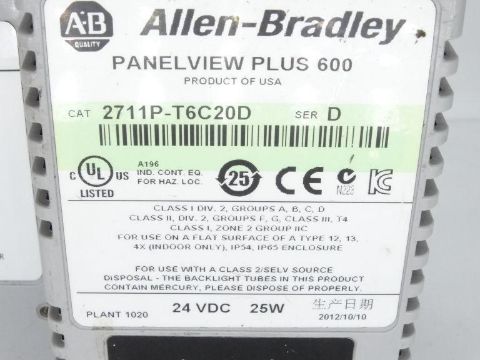 A-B
QUALITY
Allen-Bradley
PANELVIEW PLUS 600
PRODUCT OF USA
CAT 2711P-T6C20D SER D
C UL US
LISTED
A196
IND. CONT. EQ.
FOR HAZ. LOC.
25
CE
N223
CLASS I DIV. 2, GROUPS A, B, C, D
CLASS II, DIV. 2, GROUPS F, G, CLASS III, T4
CLASS I, ZONE 2 GROUP IIC
FOR USE ON A FLAT SURFACE OF A TYPE 12, 13,
4X (INDOOR ONLY), IP54, IP65 ENCLOSURE
FOR USE WITH A CLASS 2/SELV SOURCE
DISPOSAL - THE BACKLIGHT TUBES IN THIS PRODUCT
CONTAIN MERCURY, PLEASE DISPOSE PROPERLY
24 VDC 25W 生产日期
PLANT 1020 2012/10/10